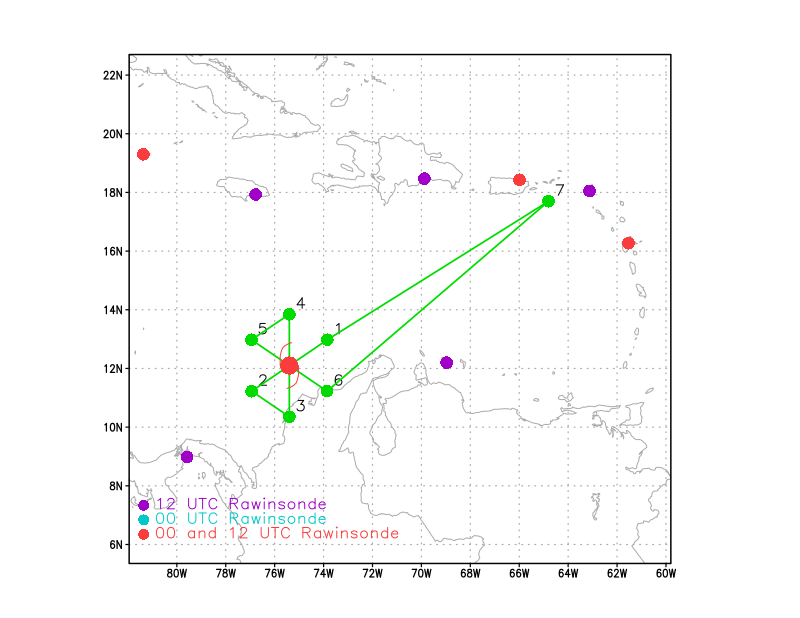 22N
20N
18N
7
16N
14N
4
5
1
12N
2
6
3
10N
8N
12 UTC Rawinsonde
00 UTC Rawinsonde
00 and 12 UTC Rawinsonde
6N
80W 78W 76W 74W 72W 70W 68W 66W 64W 62W 60W